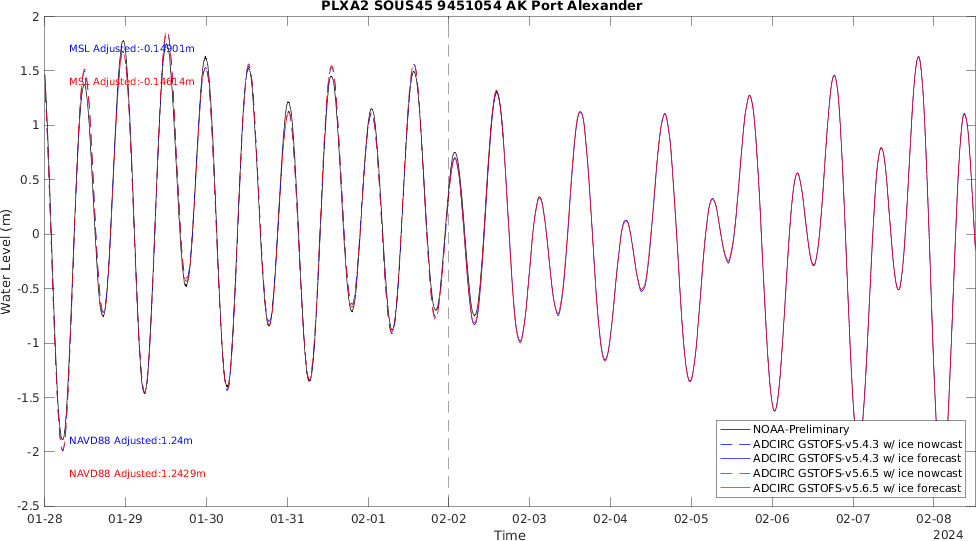 PLXA2 SOUS45 9451054 AK Port Alexander
2
1.5
1
0.5
0
-0.5
-1
-1.5
-2
-2.5
Water Level (m)
MSL Adjusted:-0.14901m
MSL Adjusted:-0.14614m
NAVD88 Adjusted:1.24m
NAVD88 Adjusted:1.2429m
NOAA-Preliminary
ADCIRC GSTOFS-v5.4.3 w/ ice nowcast
ADCIRC GSTOFS-v5.4.3 w/ ice forecast
ADCIRC GSTOFS-v5.6.5 w/ ice nowcast
ADCIRC GSTOFS-v5.6.5 w/ ice forecast
01-28 01-29 01-30 01-31 02-01 02-02 02-03 02-04 02-05 02-06 02-07 02-08
Time
2024